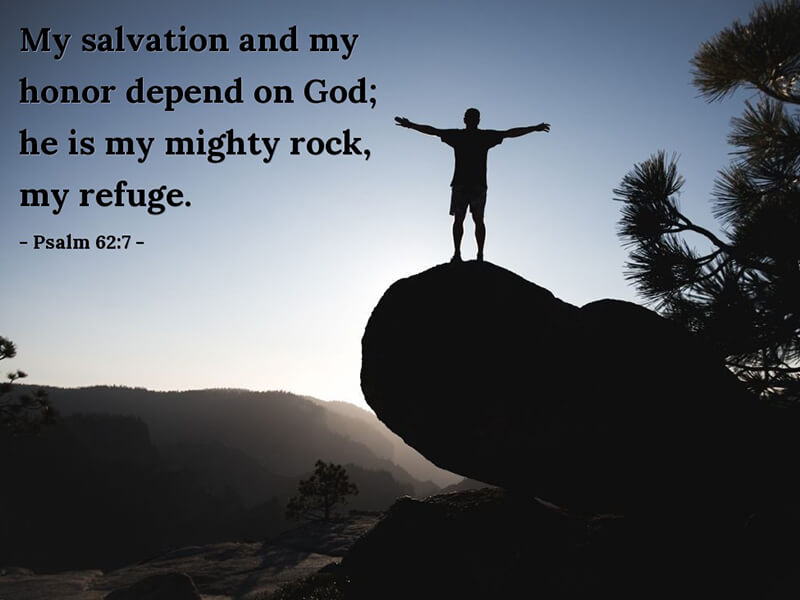 My salvation and my
honor depend on God;
he is my mighty rock,
my refuge.
- Psalm 62:7 -